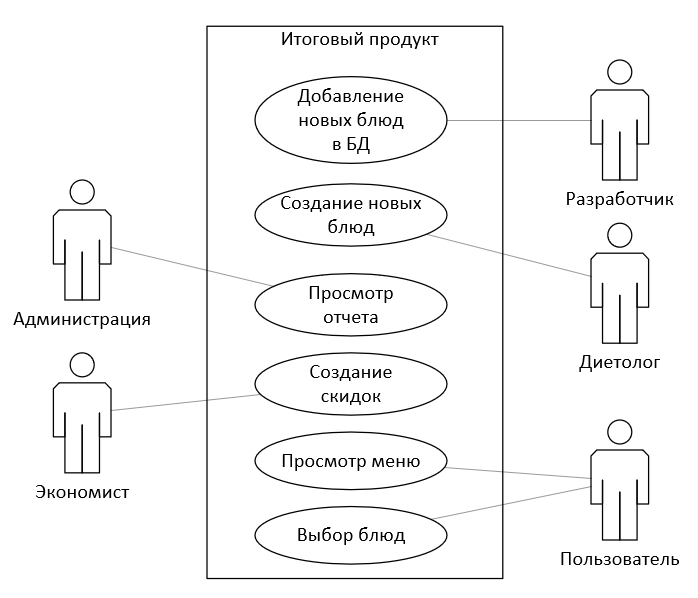 Итоговый продукт
Добавление
новых блюд
в БД
Разработчик
Создание новых
блюд
Администрация
Просмотр
отчета
Диетолог
Создание
скидок
Экономист
Просмотр меню
Выбор блюд
Пользователь